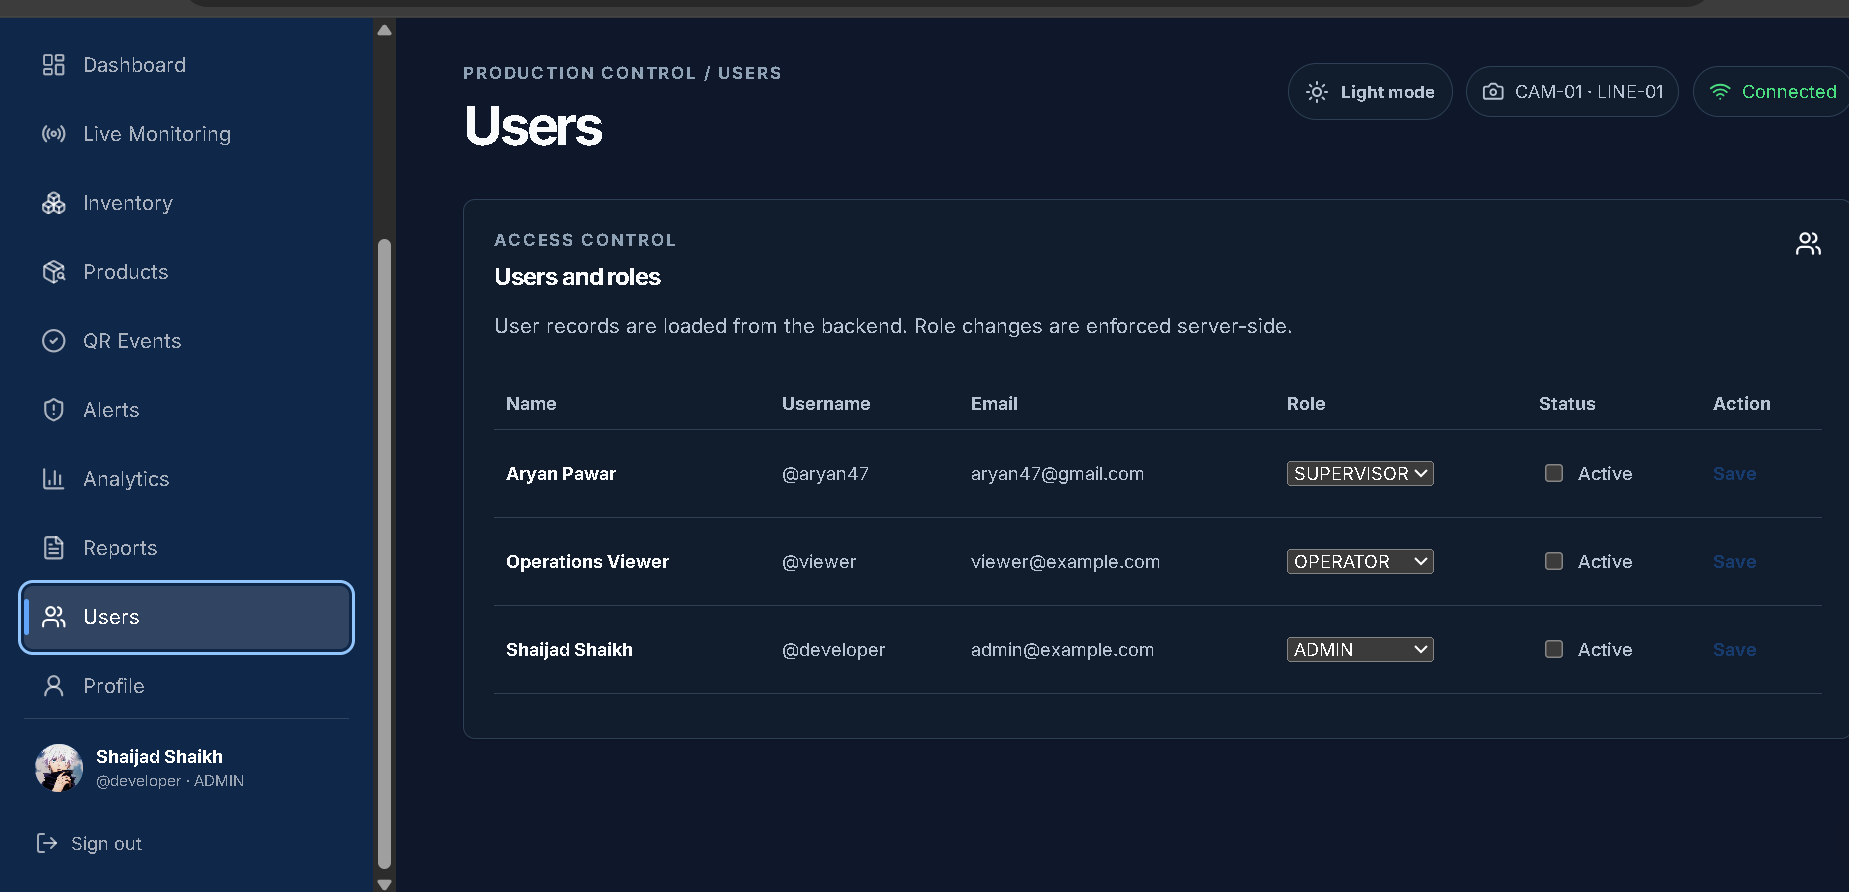 Dashboard
Live Monitoring
Inventory
Products
QR Events
Alerts
Analytics
Reports
Users
Profile
Shaijad Shaikh
@developer · ADMIN
Sign out
PRODUCTION CONTROL / USERS
Users
Light mode
CAM-01 · LINE-01
Connected
ACCESS CONTROL
Users and roles
User records are loaded from the backend. Role changes are enforced server-side.
Name Username Email Role Status Action
Aryan Pawar @aryan47 aryan47@gmail.com SUPERVISOR Active Save
Operations Viewer @viewer viewer@example.com OPERATOR Active Save
Shaijad Shaikh @developer admin@example.com ADMIN Active Save